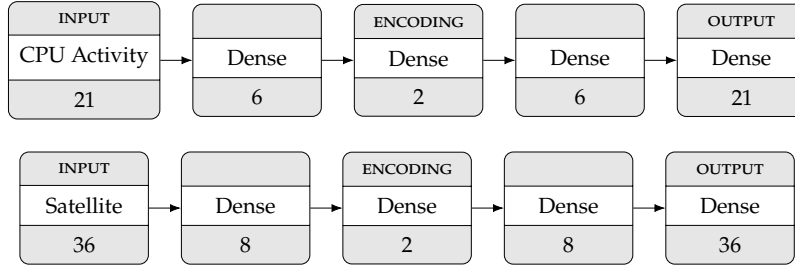 INPUT ENCODING OUTPUT
CPU Activity Dense Dense Dense Dense
21 6 2 6 21
INPUT ENCODING OUTPUT
Satellite Dense Dense Dense Dense
36 8 2 8 36